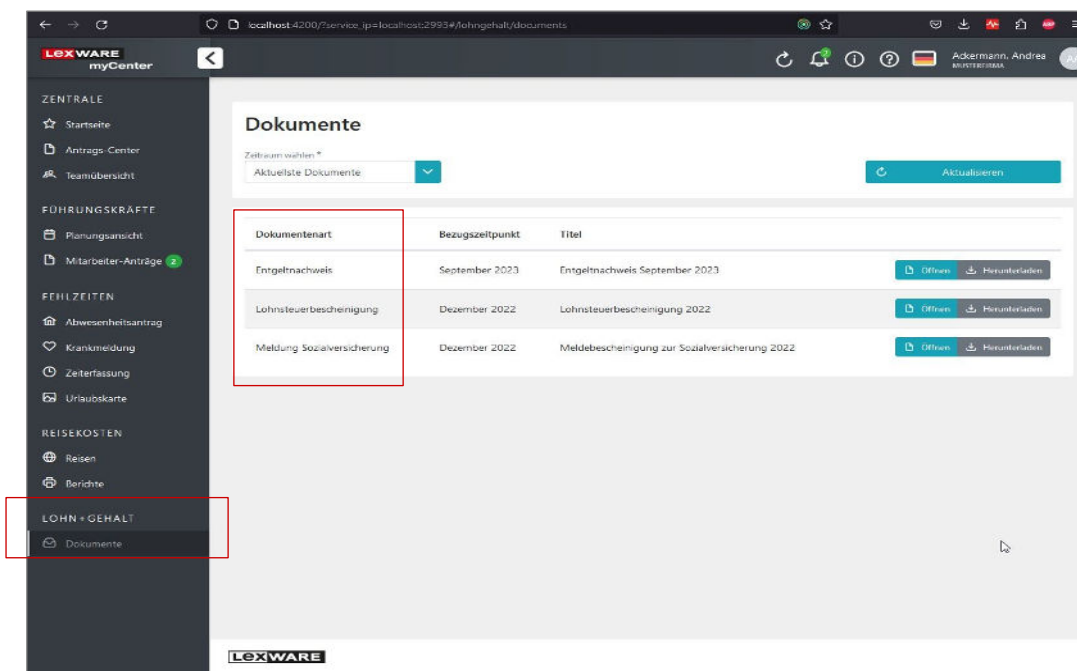 localhost:4200/?service_ip=localhost:2993#/lohngehalt/documents
LEXWARE
myCenter
Ackermann, Andrea
MUSTERFIRMA
ZENTRALE
Startseite
Antrags-Center
Teamübersicht
FÜHRUNGSKRÄFTE
Planungsansicht
Mitarbeiter-Anträge 2
FEHLZEITEN
Abwesenheitsantrag
Krankmeldung
Zeiterfassung
Urlaubskarte
REISEKOSTEN
Reisen
Berichte
LOHN+GEHALT
Dokumente
Dokumente
Zeitraum wählen *
Aktuellste Dokumente
Aktualisieren
Dokumentenart Bezugszeitpunkt Titel
Entgeltnachweis September 2023 Entgeltnachweis September 2023 Öffnen Herunterladen
Lohnsteuerbescheinigung Dezember 2022 Lohnsteuerbescheinigung 2022 Öffnen Herunterladen
Meldung Sozialversicherung Dezember 2022 Meldebescheinigung zur Sozialversicherung 2022 Öffnen Herunterladen
LEXWARE